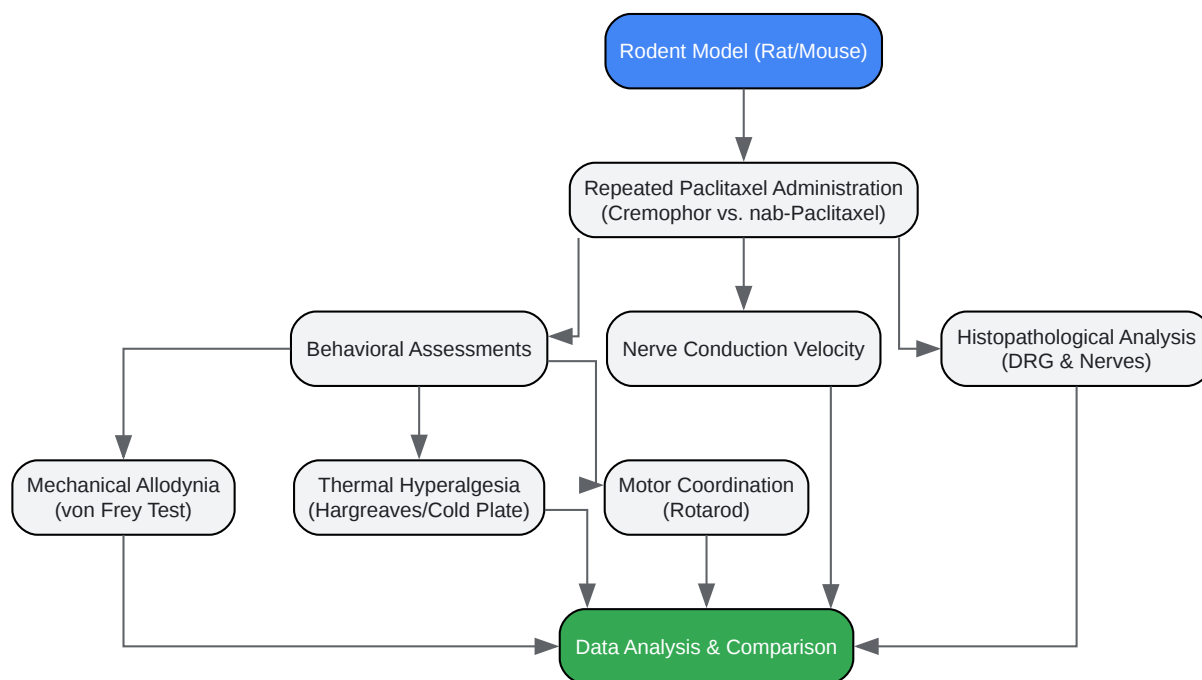 Rodent Model (Rat/Mouse)
Repeated Paclitaxel Administration
(Cremophor vs. nab-Paclitaxel)
Behavioral Assessments
Nerve Conduction Velocity
Histopathological Analysis
(DRG & Nerves)
Mechanical Allodynia
(von Frey Test)
Thermal Hyperalgesia
(Hargreaves/Cold Plate)
Motor Coordination
(Rotarod)
Data Analysis & Comparison